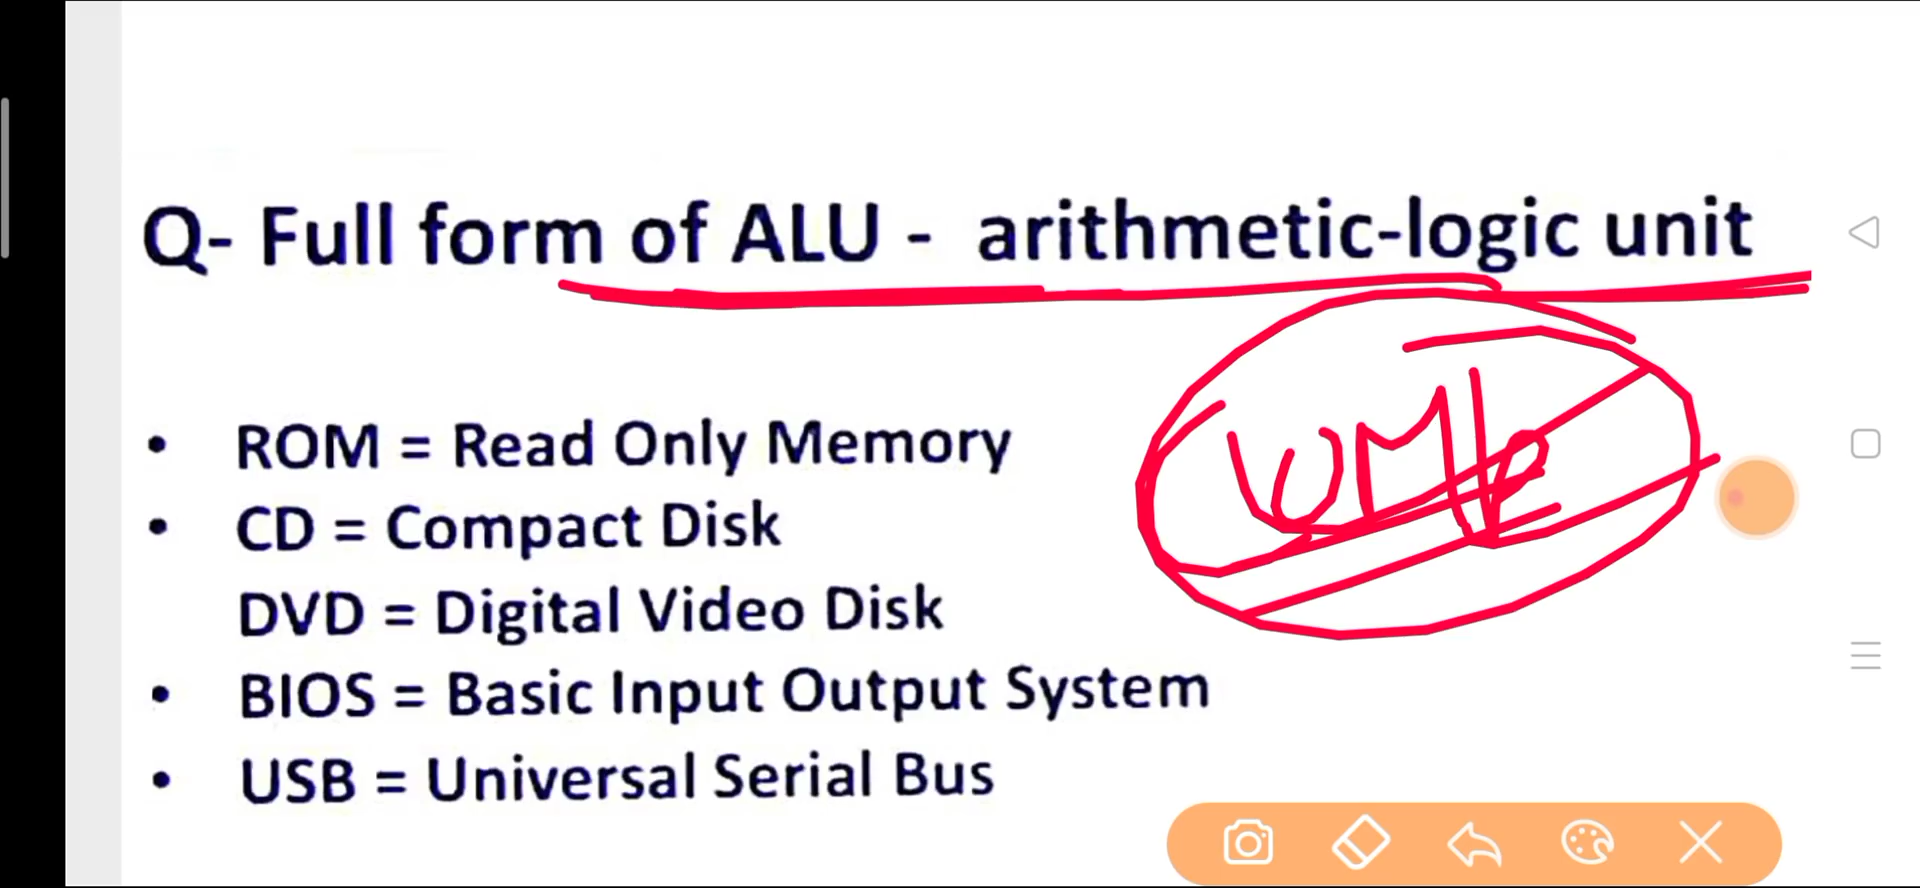 Q- Full form of ALU - arithmetic-logic unit
• ROM = Read Only Memory
• CD = Compact Disk
DVD = Digital Video Disk
• BIOS = Basic Input Output System
• USB = Universal Serial Bus